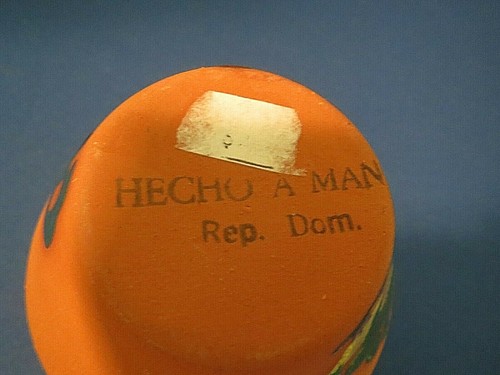 HECHO A MAN
Rep. Dom.